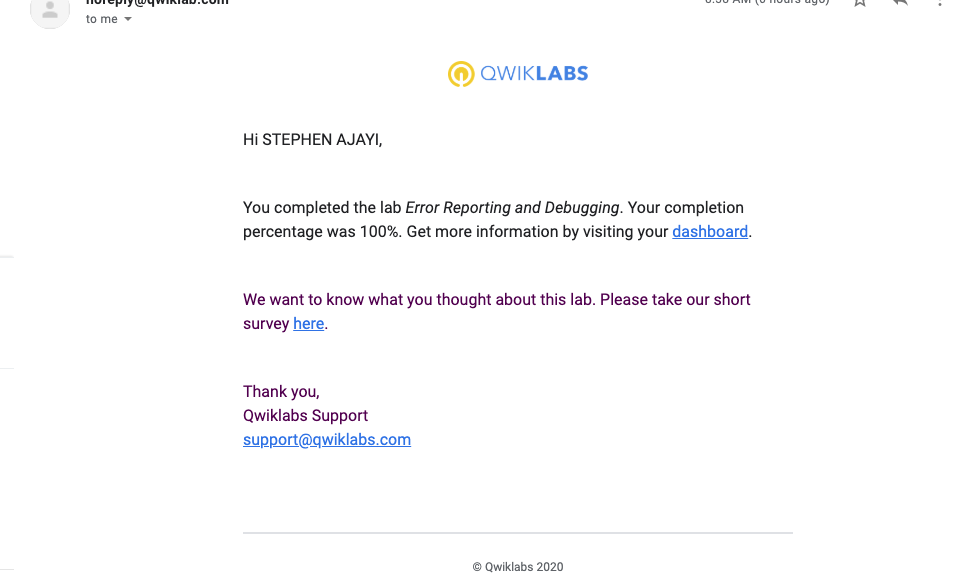 noreply@qwiklab.com
6:58 AM (6 hours ago)
to me
QWIKLABS
Hi STEPHEN AJAYI,
You completed the lab Error Reporting and Debugging. Your completion
percentage was 100%. Get more information by visiting your dashboard.
We want to know what you thought about this lab. Please take our short
survey here.
Thank you,
Qwiklabs Support
support@qwiklabs.com
© Qwiklabs 2020